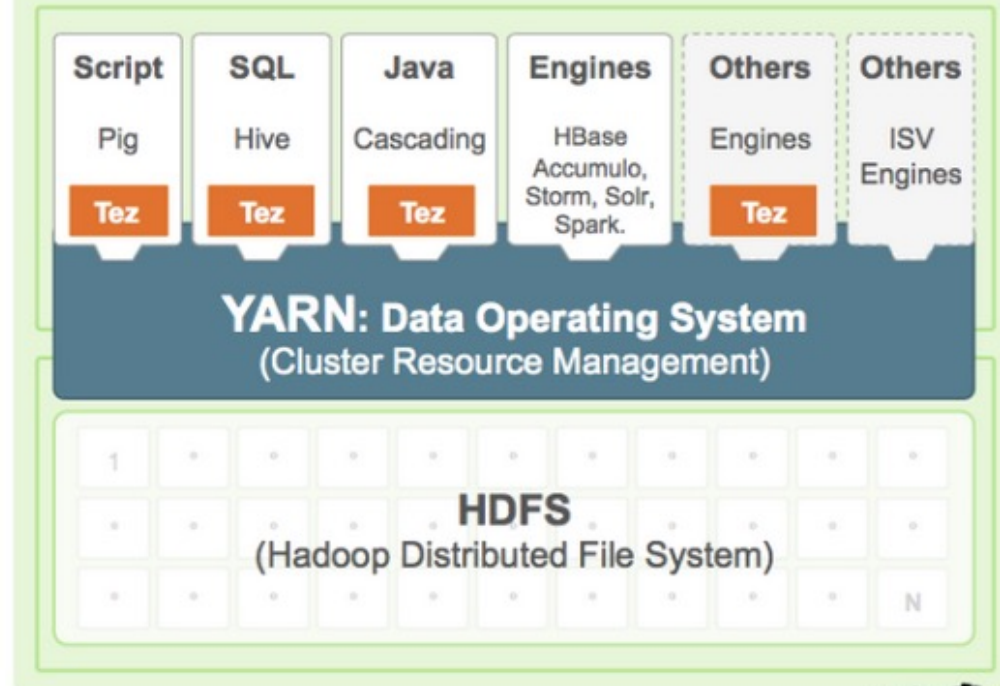 Script
Pig
Tez
SQL
Hive
Tez
Java
Cascading
Tez
Engines
HBase
Accumulo,
Storm, Solr,
Spark.
Others
Engines
Tez
Others
ISV
Engines
YARN: Data Operating System
(Cluster Resource Management)
1
HDFS
(Hadoop Distributed File System)
N